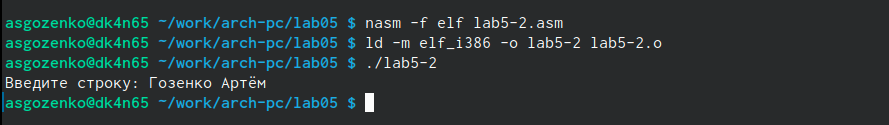 asgozenko@dk4n65 ~/work/arch-pc/lab05 $ nasm -f elf lab5-2.asm
asgozenko@dk4n65 ~/work/arch-pc/lab05 $ ld -m elf_i386 -o lab5-2 lab5-2.o
asgozenko@dk4n65 ~/work/arch-pc/lab05 $ ./lab5-2
Введите строку: Гозенко Артём
asgozenko@dk4n65 ~/work/arch-pc/lab05 $